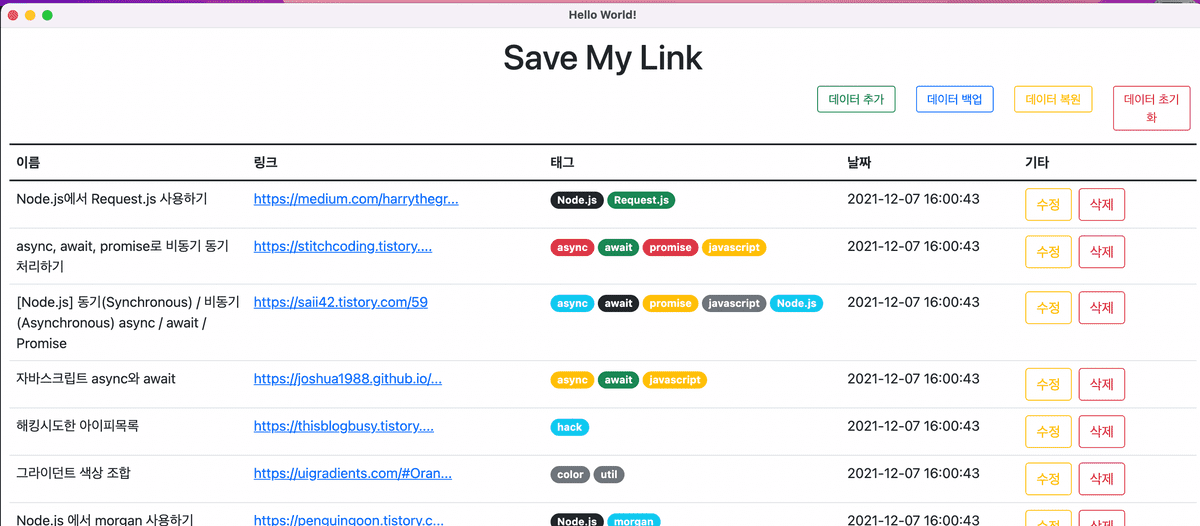 Hello World!
Save My Link
데이터 추가 데이터 백업 데이터 복원 데이터 초기
화
이름 링크 태그 날짜 기타
Node.js에서 Request.js 사용하기 https://medium.com/harrythegr... Node.js Request.js 2021-12-07 16:00:43 수정 삭제
async, await, promise로 비동기 동기 https://stitchcoding.tistory.... async await promise javascript 2021-12-07 16:00:43 수정 삭제
처리하기
[Node.js] 동기(Synchronous) / 비동기 https://saii42.tistory.com/59 async await promise javascript Node.js 2021-12-07 16:00:43 수정 삭제
(Asynchronous) async / await /
Promise
자바스크립트 async와 await https://joshua1988.github.io/... async await javascript 2021-12-07 16:00:43 수정 삭제
해킹시도한 아이피목록 https://thisblogbusy.tistory.... hack 2021-12-07 16:00:43 수정 삭제
그라이던트 색상 조합 https://uigradients.com/#Oran... color util 2021-12-07 16:00:43 수정 삭제
Node.js 에서 morgan 사용하기 https://penguingoon.tistory.c... Node.js morgan 2021-12-07 16:00:43 수정 삭제